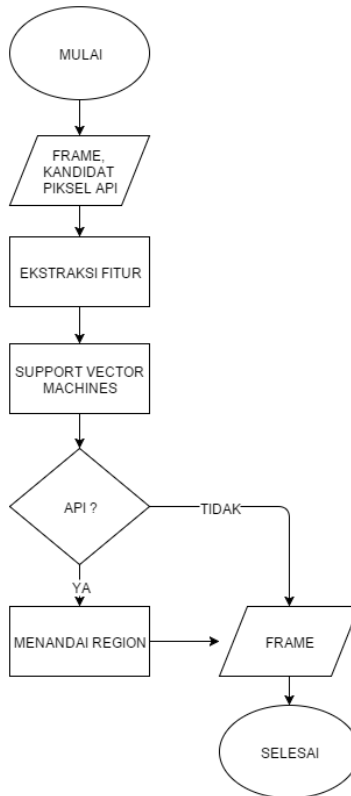 MULAI
FRAME,
KANDIDAT
PIKSEL API
EKSTRAKSI FITUR
SUPPORT VECTOR
MACHINES
API ?
TIDAK
YA
MENANDAI REGION
FRAME
SELESAI